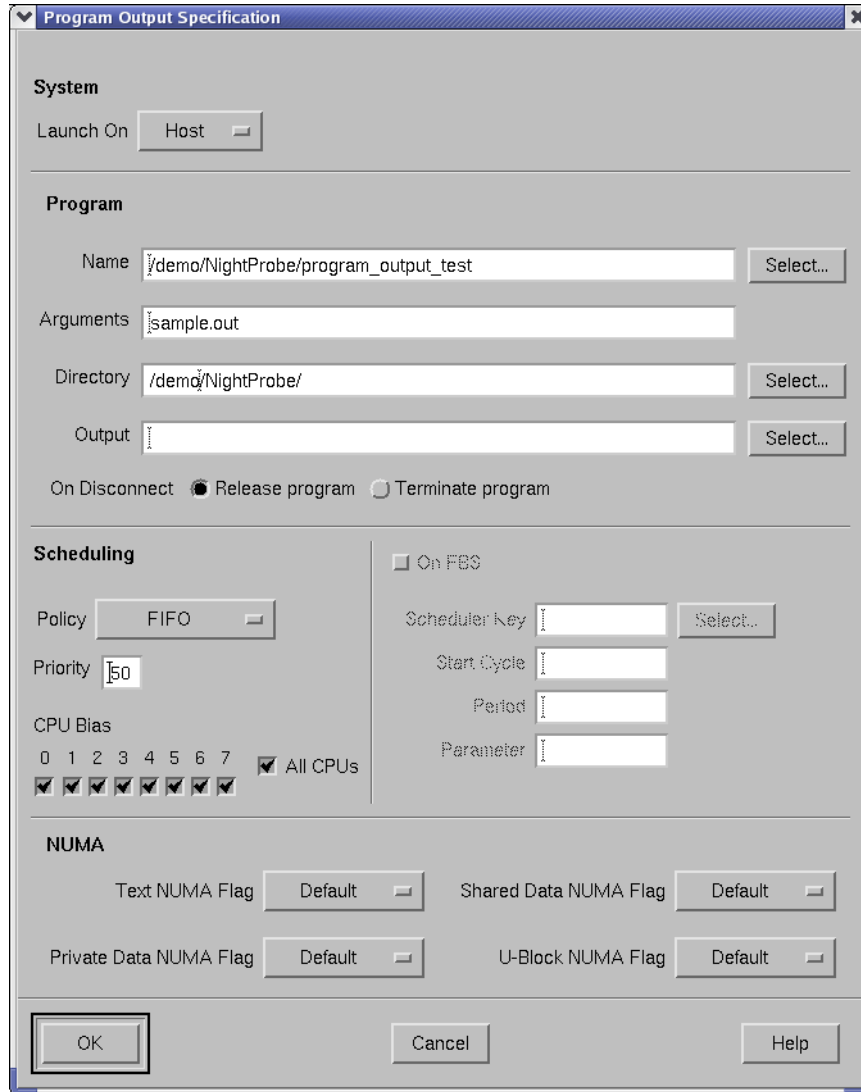 Program Output Specification
System
Launch On Host
Program
Name /demo/NightProbe/program_output_test Select...
Arguments sample.out
Directory /demo/NightProbe/ Select...
Output Select...
On Disconnect Release program Terminate program
Scheduling
Policy FIFO
Priority 50
CPU Bias
0 1 2 3 4 5 6 7
All CPUs
On FBS
Scheduler Key Select...
Start Cycle
Period
Parameter
NUMA
Text NUMA Flag Default Shared Data NUMA Flag Default
Private Data NUMA Flag Default U-Block NUMA Flag Default
OK Cancel Help